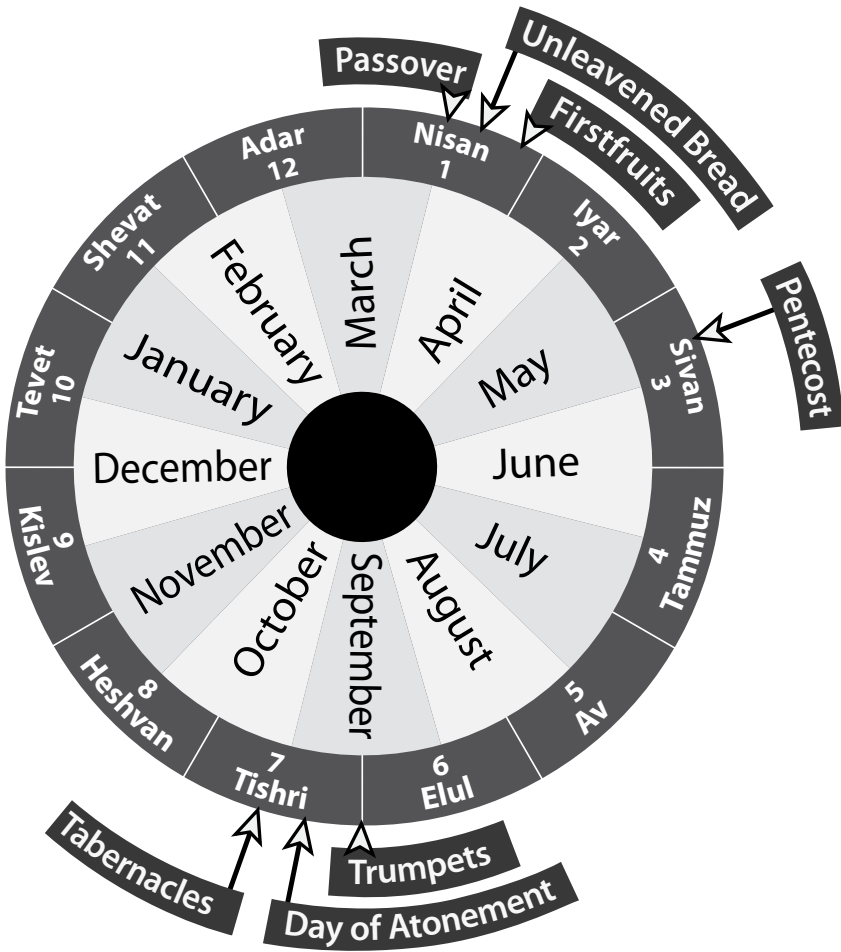 Passover
Unleavened Bread
Firstfruits
Pentecost
Trumpets
Day of Atonement
Tabernacles
Nisan
1
Iyar
2
Sivan
3
4
Tammuz
5
Av
6
Elul
7
Tishri
8
Heshvan
9
Kislev
Tevet
10
Shevat
11
Adar
12
March
April
May
June
July
August
September
October
November
December
January
February